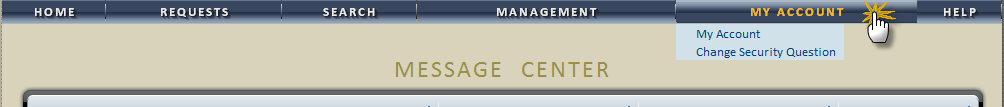 HOME REQUESTS SEARCH MANAGEMENT MY ACCOUNT HELP
My Account
Change Security Question
MESSAGE CENTER